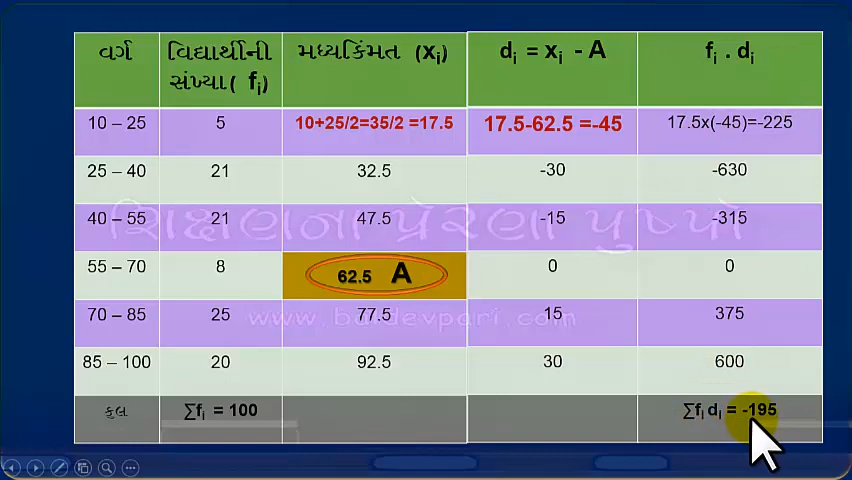 વર્ગ વિદ્યાર્થીની સંખ્યા( fi) મધ્યકિંમત (xi) di = xi - A fi . di
10 – 25 5 10+25/2=35/2 =17.5 17.5-62.5 =-45 17.5x(-45)=-225
25 – 40 21 32.5 -30 -630
40 – 55 21 47.5 -15 -315
શિક્ષણના પ્રેરણા પુષ્પો
55 – 70 8 62.5 A 0 0
70 – 85 25 77.5 15 375
www.baldevpari.com
85 – 100 20 92.5 30 600
કુલ ∑fi = 100 ∑fi di = -195